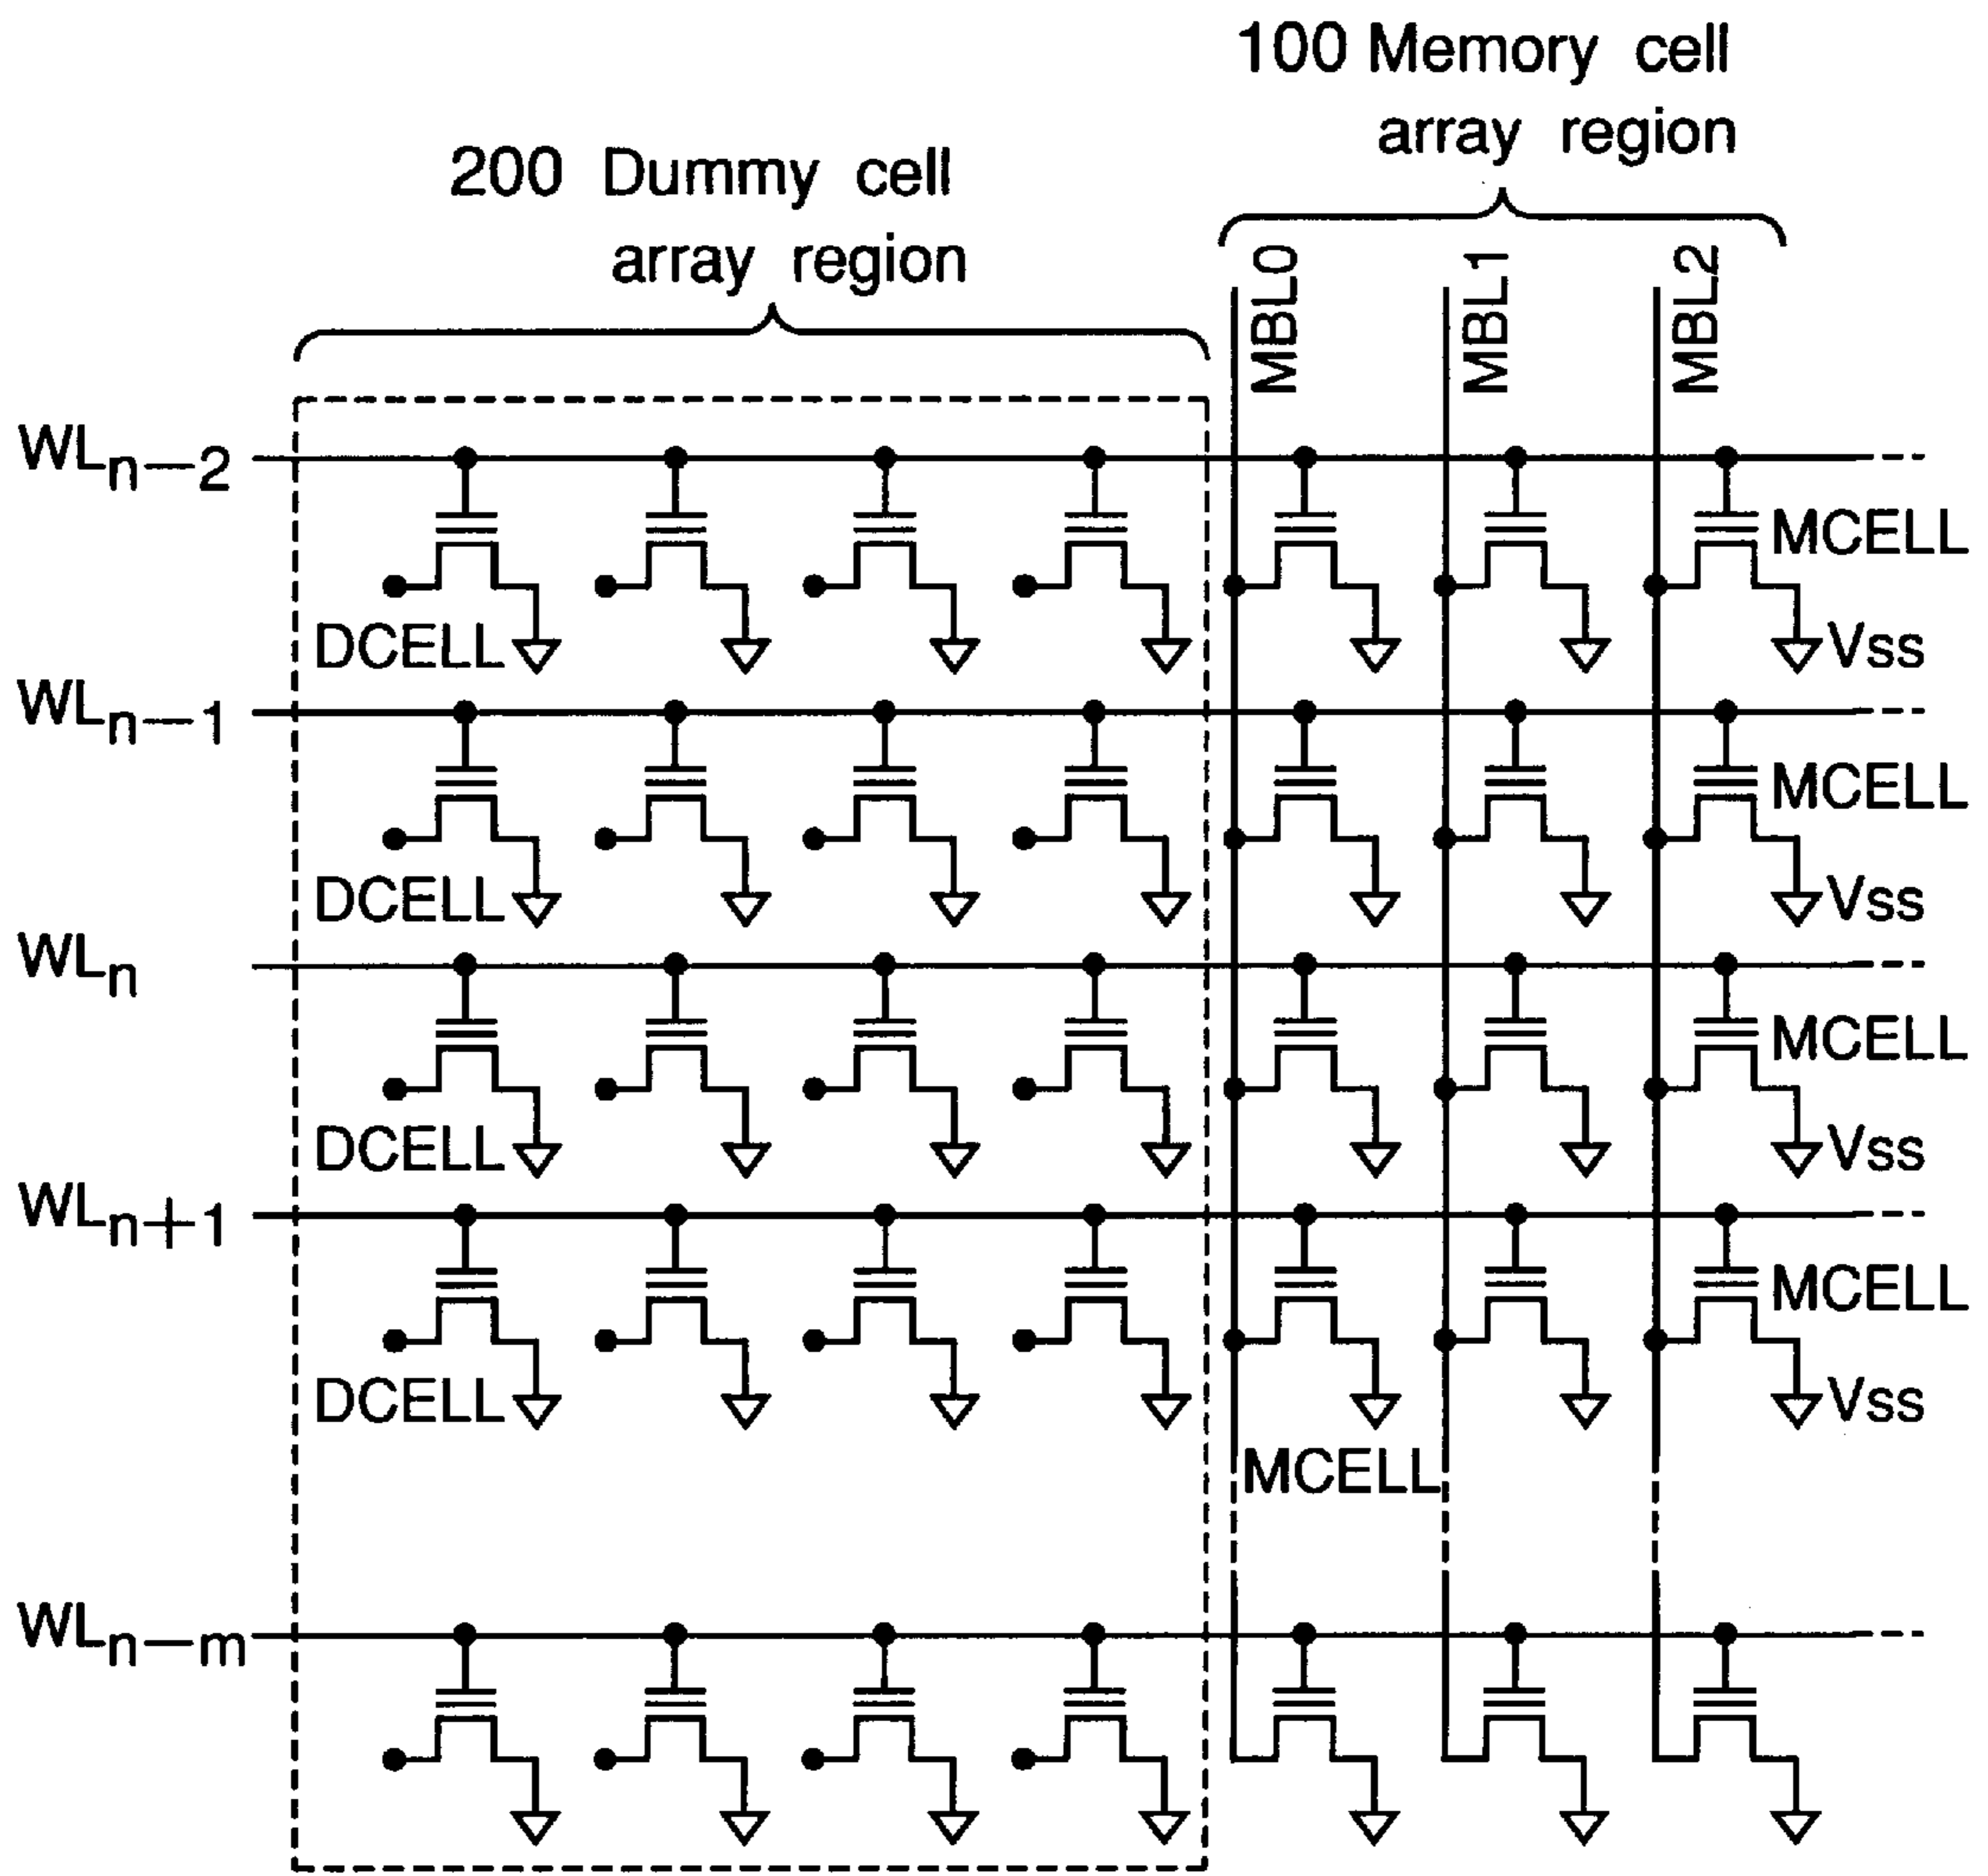 100 Memory cell
array region
200 Dummy cell
array region
MBL0
MBL1
MBL2
WLn−2
MCELL
DCELL
Vss
WLn−1
MCELL
DCELL
Vss
WLn
MCELL
DCELL
Vss
WLn+1
MCELL
DCELL
Vss
MCELL
WLn−m